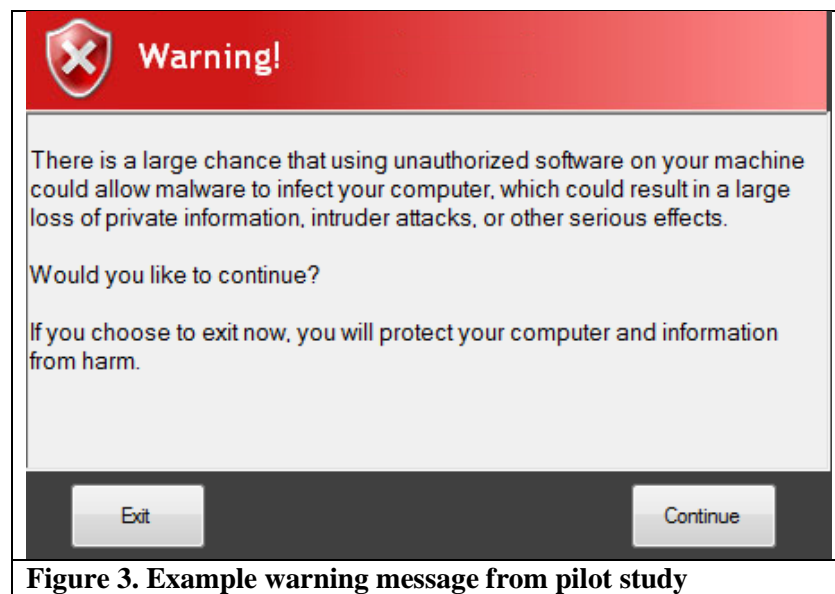 Warning!
There is a large chance that using unauthorized software on your machine
could allow malware to infect your computer, which could result in a large
loss of private information, intruder attacks, or other serious effects.
Would you like to continue?
If you choose to exit now, you will protect your computer and information
from harm.
Exit
Continue
Figure 3. Example warning message from pilot study